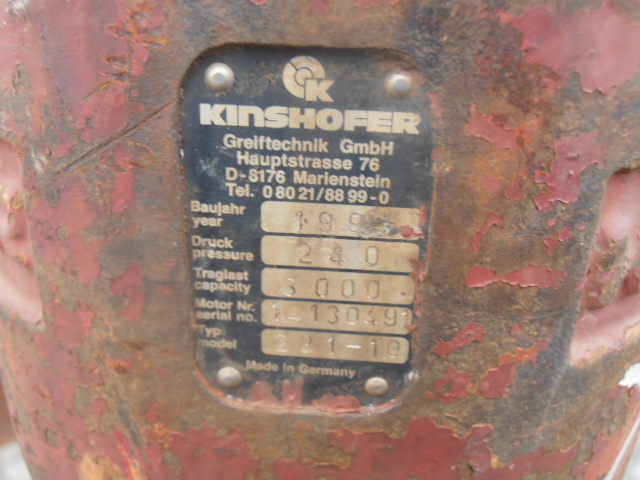 K
KINSHOFER
Greiftechnik GmbH
Hauptstrasse 76
D-8176 Marienstein
Tel. 0 80 21/88 99-0
Baujahr
year
Druck
pressure 240
Traglast
capacity
Motor Nr.
serial no.
Typ
model
Made in Germany